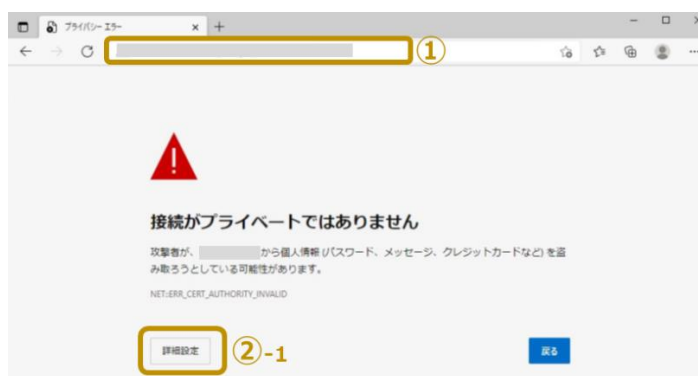 プライバシー エラー
①
接続がプライベートではありません
攻撃者が、 から個人情報 (パスワード、メッセージ、クレジットカードなど) を盗
み取ろうとしている可能性があります。
NET::ERR_CERT_AUTHORITY_INVALID
詳細設定
②-1
戻る